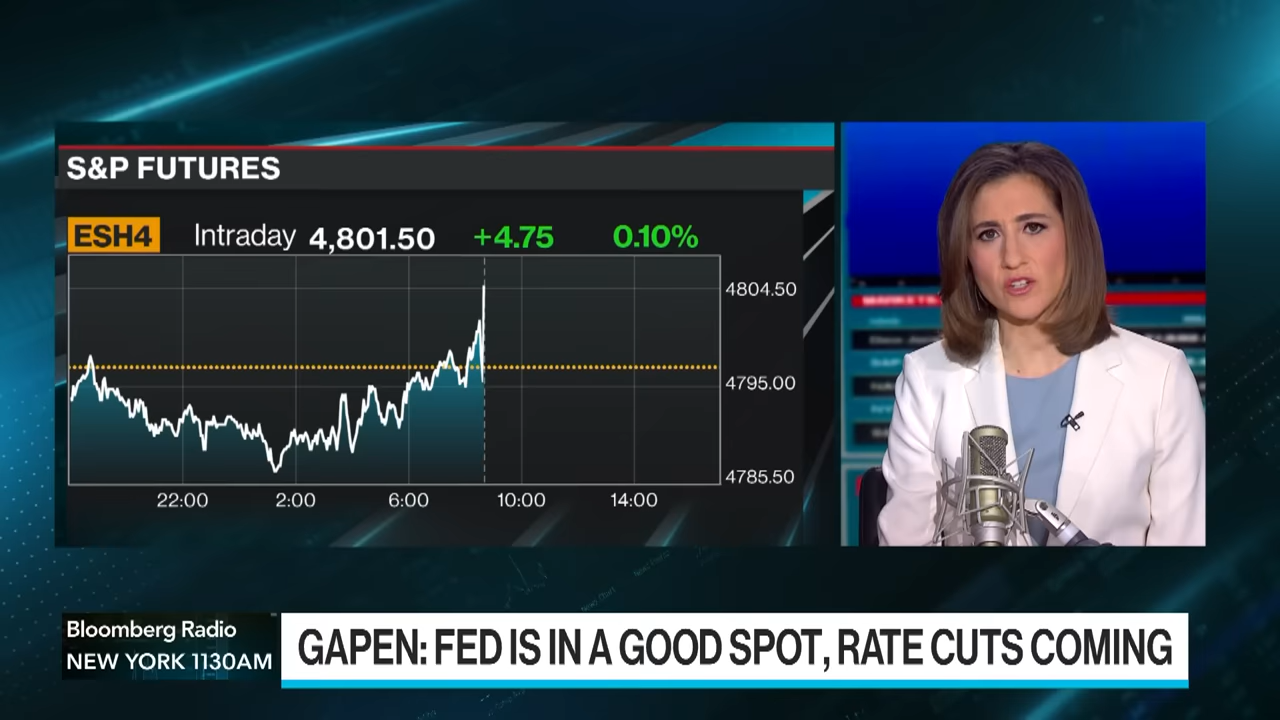 S&P FUTURES
ESH4 Intraday 4,801.50 +4.75 0.10%
4804.50
4795.00
4785.50
22:00 2:00 6:00 10:00 14:00
Bloomberg Radio
NEW YORK 1130AM
GAPEN: FED IS IN A GOOD SPOT, RATE CUTS COMING